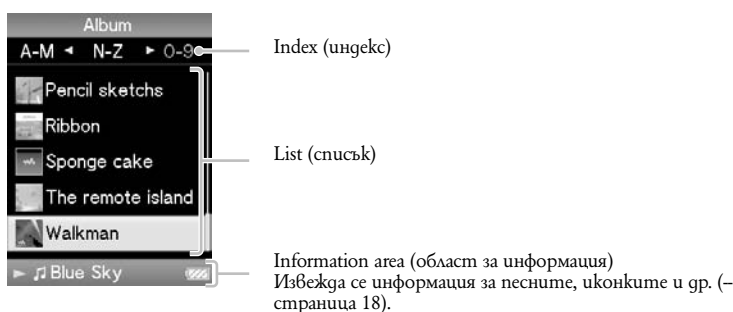 Album
A-M ◄ N-Z ► 0-9
Index (индекс)
Pencil sketchs
Ribbon
Sponge cake
List (списък)
The remote island
Walkman
Blue Sky
Information area (област за информация)
Извежда се информация за песните, иконките и др. (–
страница 18).